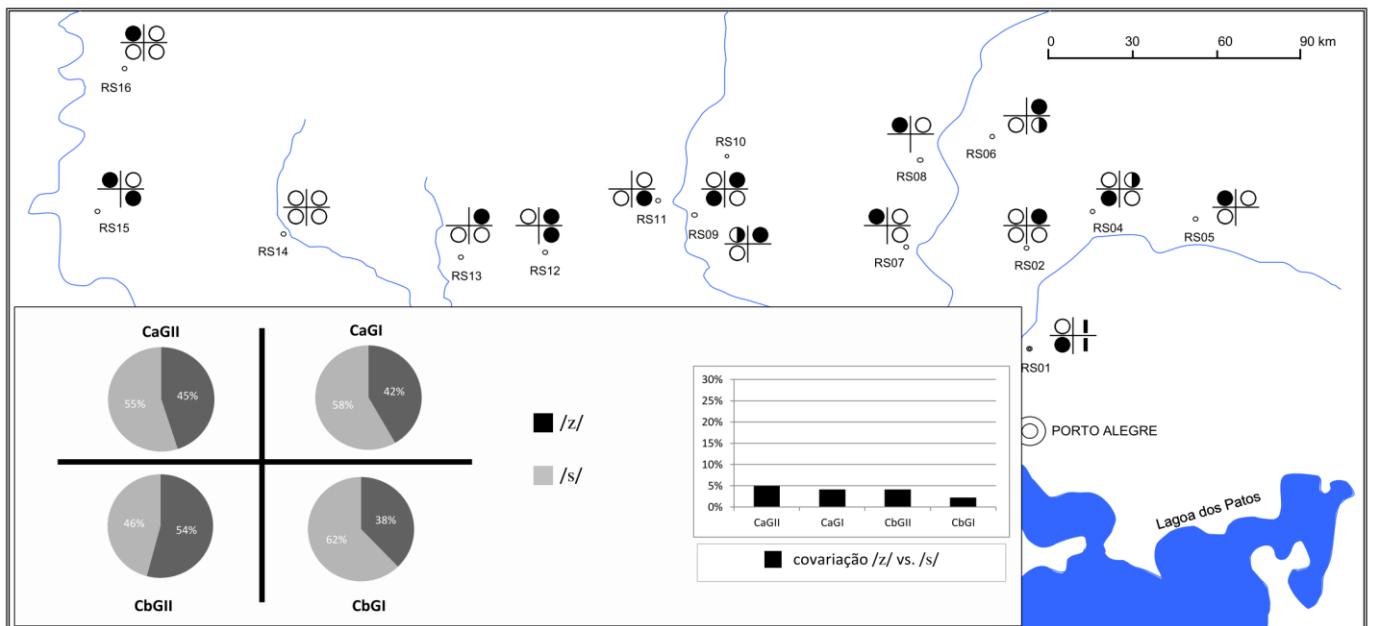 0 30 60 90 km
RS16
RS10
RS06
RS08
RS15
RS14
RS13
RS12
RS11
RS09
RS07
RS02
RS04
RS05
RS01
PORTO ALEGRE
Lagoa dos Patos
CaGII
CaGI
55% 45%
58% 42%
46% 54%
62% 38%
CbGII
CbGI
/z/
/s/
30%
25%
20%
15%
10%
5%
0%
CaGII CaGI CbGII CbGI
covariação /z/ vs. /s/